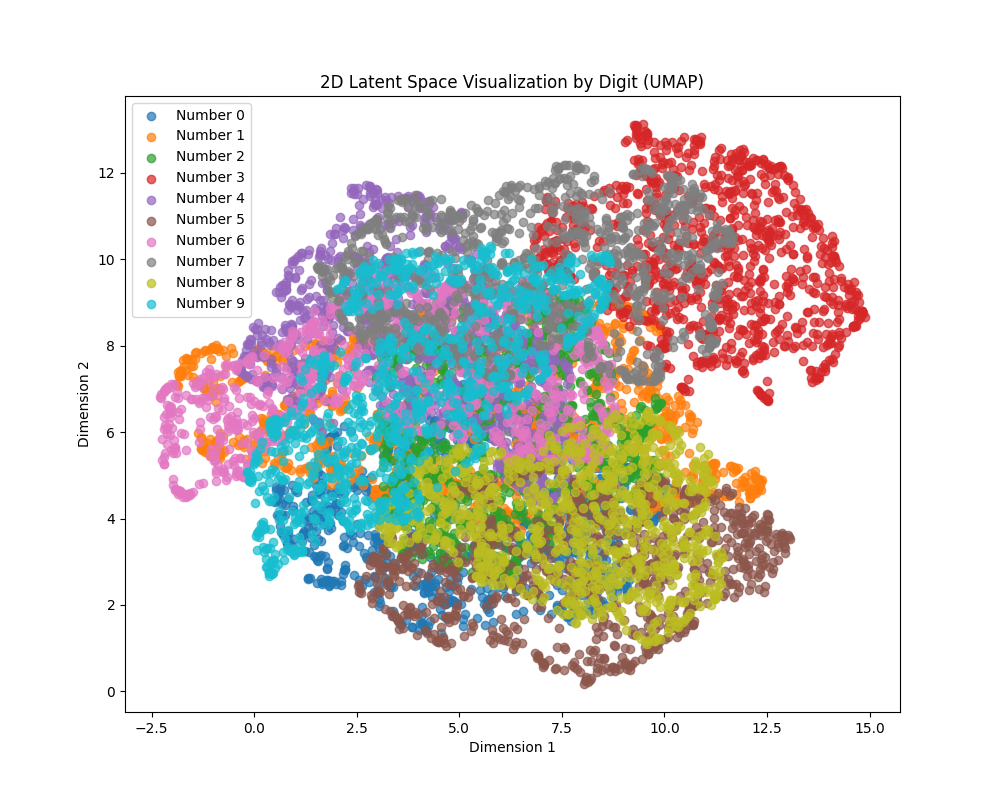 2D Latent Space Visualization by Digit (UMAP)
Number 0
Number 1
Number 2
Number 3
Number 4
Number 5
Number 6
Number 7
Number 8
Number 9
12
10
8
6
4
2
0
Dimension 2
−2.5 0.0 2.5 5.0 7.5 10.0 12.5 15.0
Dimension 1